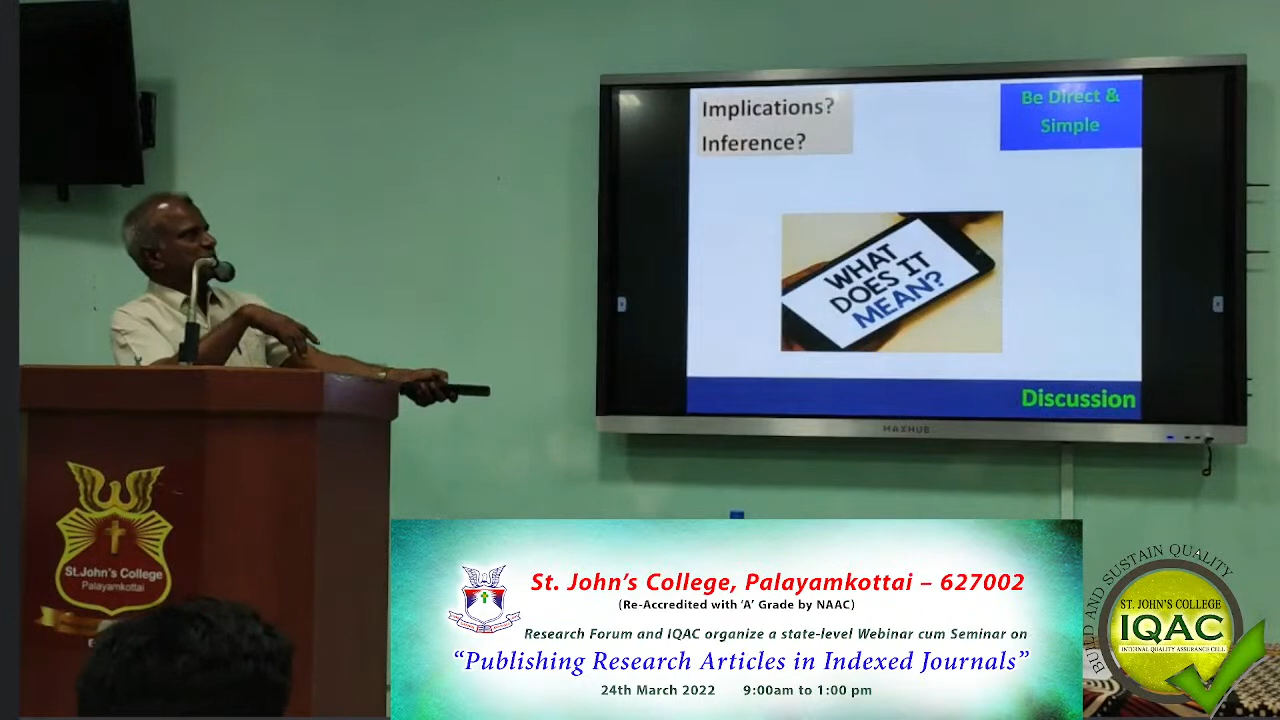 Implications?
Inference?
Be Direct &
Simple
WHAT
DOES IT
MEAN?
Discussion
MAXHUB
St.John's College
Palayamkottai
St. John's College, Palayamkottai – 627002
(Re-Accredited with 'A' Grade by NAAC)
Research Forum and IQAC organize a state-level Webinar cum Seminar on
“Publishing Research Articles in Indexed Journals”
24th March 2022 9:00am to 1:00 pm
BUILD AND SUSTAIN QUALITY
ST. JOHN'S COLLEGE
IQAC
INTERNAL QUALITY ASSURANCE CELL